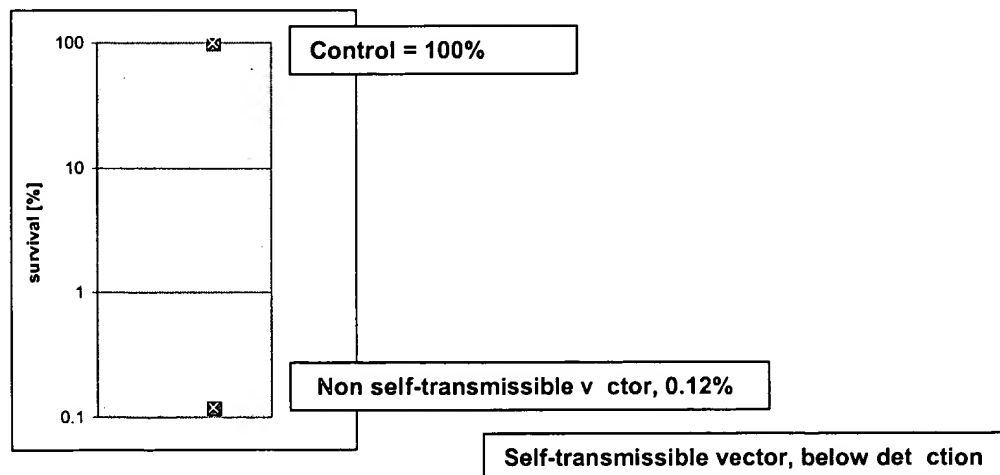 Control = 100%
100
10
1
0.1
survival [%]
Non self-transmissible v ctor, 0.12%
Self-transmissible vector, below det ction